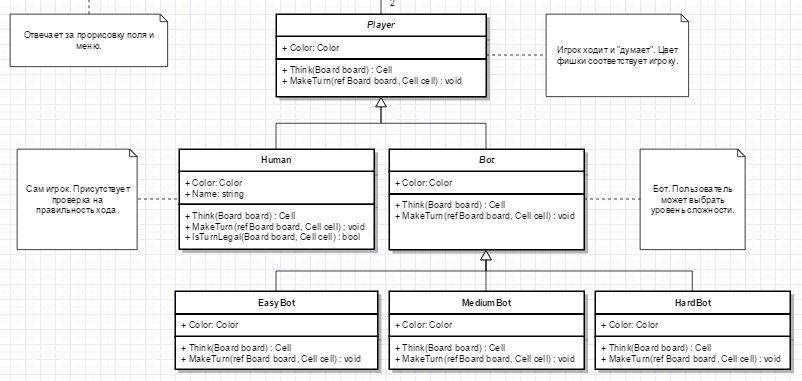 2
Отвечает за прорисовку поля и
меню.
Player
+ Color: Color
+ Think(Board board) : Cell
+ MakeTurn(ref Board board, Cell cell) : void
Игрок ходит и "думает". Цвет
фишки соответствует игроку.
Сам игрок. Присутствует
проверка на
правильность хода.
Human
+ Color: Color
+ Name: string
+ Think(Board board) : Cell
+ MakeTurn(ref Board board, Cell cell) : void
+ IsTurnLegal(Board board, Cell cell) : bool
Bot
+ Color: Color
+ Think(Board board) : Cell
+ MakeTurn(ref Board board, Cell cell) : void
Бот. Пользователь
может выбрать
уровень сложности.
EasyBot
+ Color: Color
+ Think(Board board) : Cell
+ MakeTurn(ref Board board, Cell cell) : void
MediumBot
+ Color: Color
+ Think(Board board) : Cell
+ MakeTurn(ref Board board, Cell cell) : void
HardBot
+ Color: Color
+ Think(Board board) : Cell
+ MakeTurn(ref Board board, Cell cell) : void